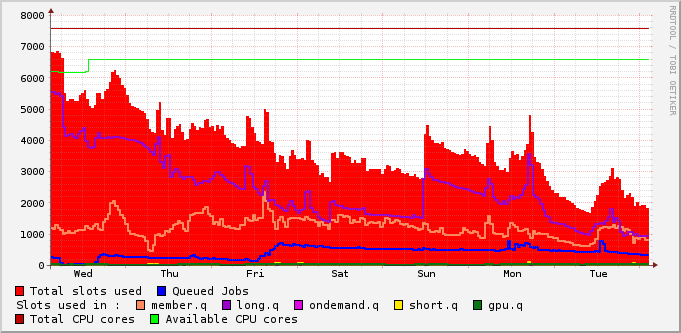 RRDTOOL / TOBI OETIKER
8000
7000
6000
5000
4000
3000
2000
1000
0
Wed Thu Fri Sat Sun Mon Tue
Total slots used Queued Jobs
Slots used in : member.q long.q ondemand.q short.q gpu.q
Total CPU cores Available CPU cores